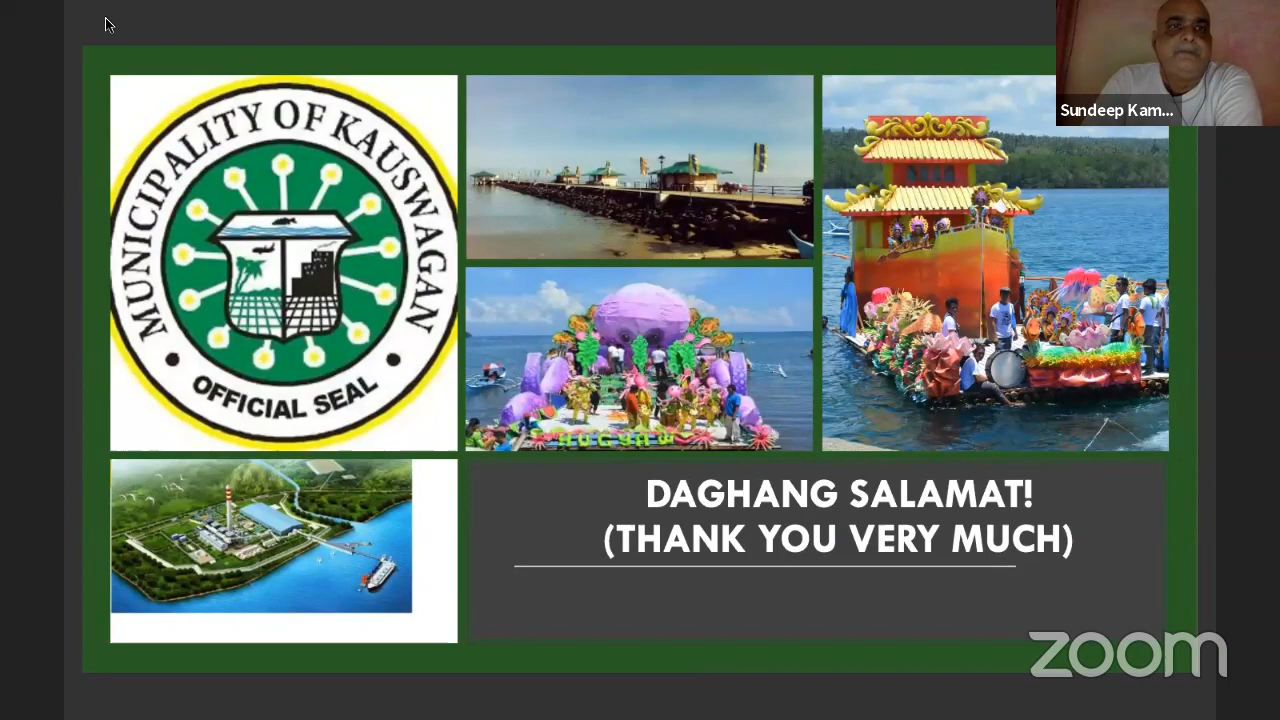 Sundeep Kam...
MUNICIPALITY OF KAUSWAGAN
OFFICIAL SEAL
DAGHANG SALAMAT!
(THANK YOU VERY MUCH)
zoom